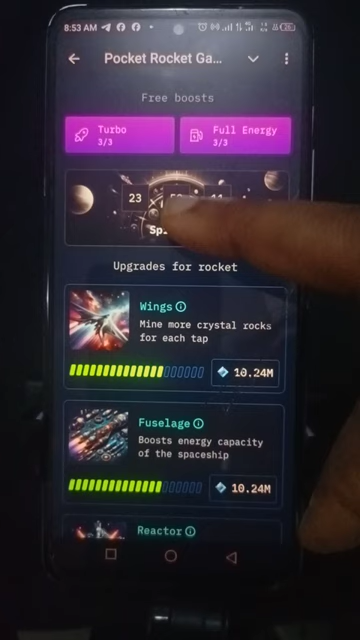 8:53 AM
Pocket Rocket Ga...
Free boosts
Turbo
3/3
Full Energy
3/3
23
Upgrades for rocket
Wings
Mine more crystal rocks
for each tap
10.24M
Fuselage
Boosts energy capacity
of the spaceship
10.24M
Reactor